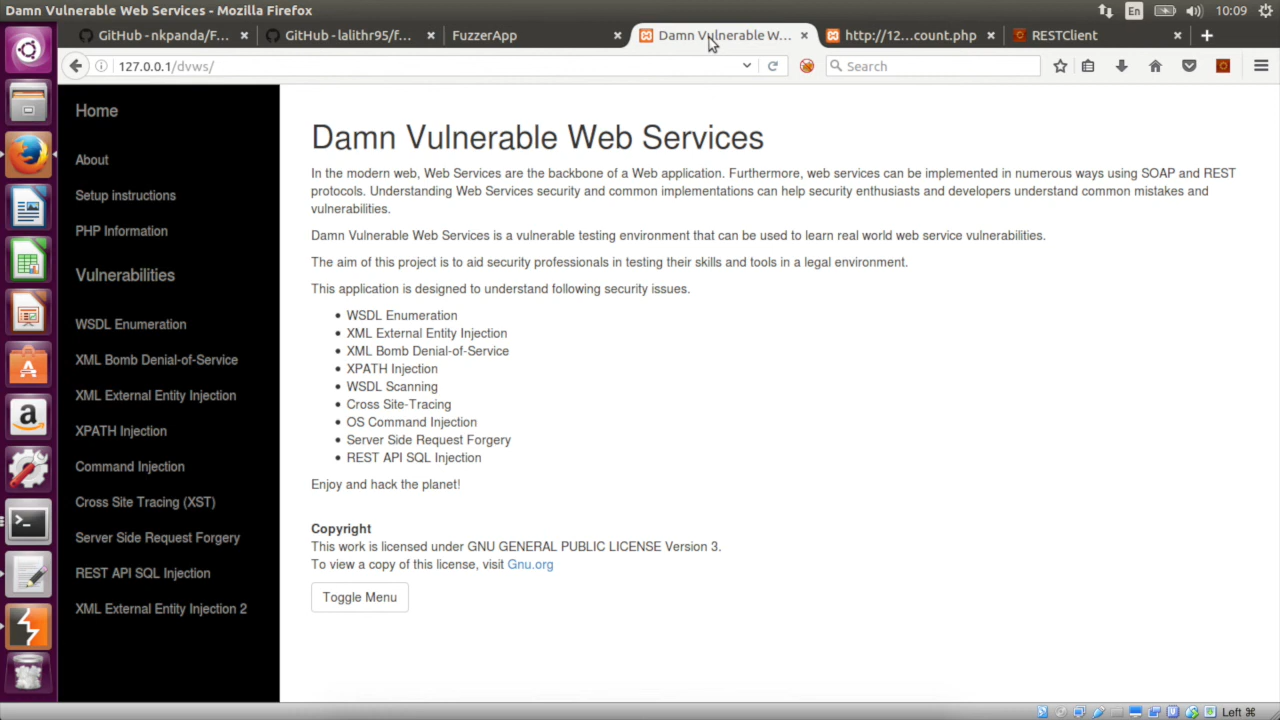 Damn Vulnerable Web Services - Mozilla Firefox
En
10:09
GitHub - nkpanda/F...
GitHub - lalith95/f...
FuzzerApp
Damn Vulnerable W...
http://12...count.php
RESTClient
127.0.0.1/dvws/
Search
Home
About
Setup instructions
PHP Information
Vulnerabilities
WSDL Enumeration
XML Bomb Denial-of-Service
XML External Entity Injection
XPATH Injection
Command Injection
Cross Site Tracing (XST)
Server Side Request Forgery
REST API SQL Injection
XML External Entity Injection 2
Damn Vulnerable Web Services
In the modern web, Web Services are the backbone of a Web application. Furthermore, web services can be implemented in numerous ways using SOAP and REST
protocols. Understanding Web Services security and common implementations can help security enthusiasts and developers understand common mistakes and
vulnerabilities.
Damn Vulnerable Web Services is a vulnerable testing environment that can be used to learn real world web service vulnerabilities.
The aim of this project is to aid security professionals in testing their skills and tools in a legal environment.
This application is designed to understand following security issues.
• WSDL Enumeration
• XML External Entity Injection
• XML Bomb Denial-of-Service
• XPATH Injection
• WSDL Scanning
• Cross Site-Tracing
• OS Command Injection
• Server Side Request Forgery
• REST API SQL Injection
Enjoy and hack the planet!
Copyright
This work is licensed under GNU GENERAL PUBLIC LICENSE Version 3.
To view a copy of this license, visit Gnu.org
Toggle Menu
Left ⌘